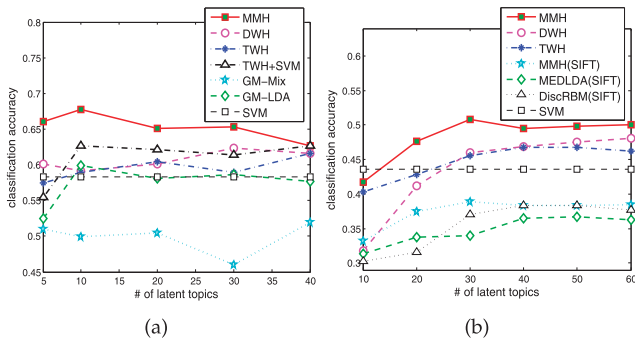 MMH
DWH
TWH
TWH+SVM
GM−Mix
GM−LDA
SVM
0.8
0.75
0.7
0.65
0.6
0.55
0.5
0.45
classification accuracy
5 10 15 20 25 30 35 40
# of latent topics
(a)
MMH
DWH
TWH
MMH(SIFT)
MEDLDA(SIFT)
DiscRBM(SIFT)
SVM
0.6
0.55
0.5
0.45
0.4
0.35
0.3
classification accuracy
10 20 30 40 50 60
# of latent topics
(b)